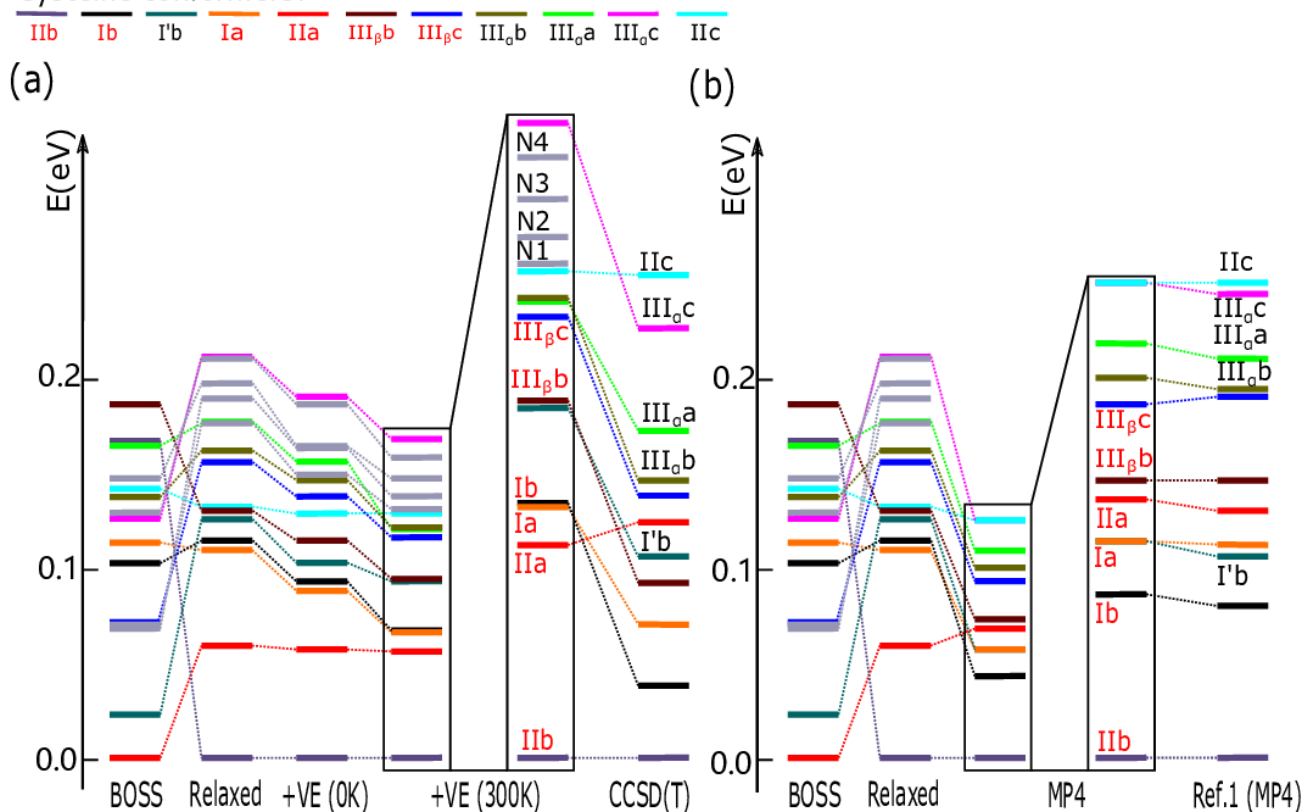 IIb Ib I'b Ia IIa IIIβb IIIβc IIIαb IIIαa IIIαc IIc
(a)
(b)
E(eV)
0.2
0.1
0.0
N4
N3
N2
N1
IIIβc
IIIβb
Ib
Ia
IIa
IIb
IIc
IIIαc
IIIαa
IIIαb
I'b
BOSS Relaxed +VE (0K) +VE (300K) CCSD(T)
E(eV)
0.2
0.1
0.0
IIc
IIIαc
IIIαa
IIIαb
IIIβc
IIIβb
IIa
Ia
I'b
Ib
IIb
BOSS Relaxed MP4 Ref.1 (MP4)